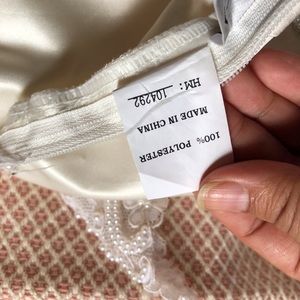 100% POLYESTER
MADE IN CHINA
HM: 104292